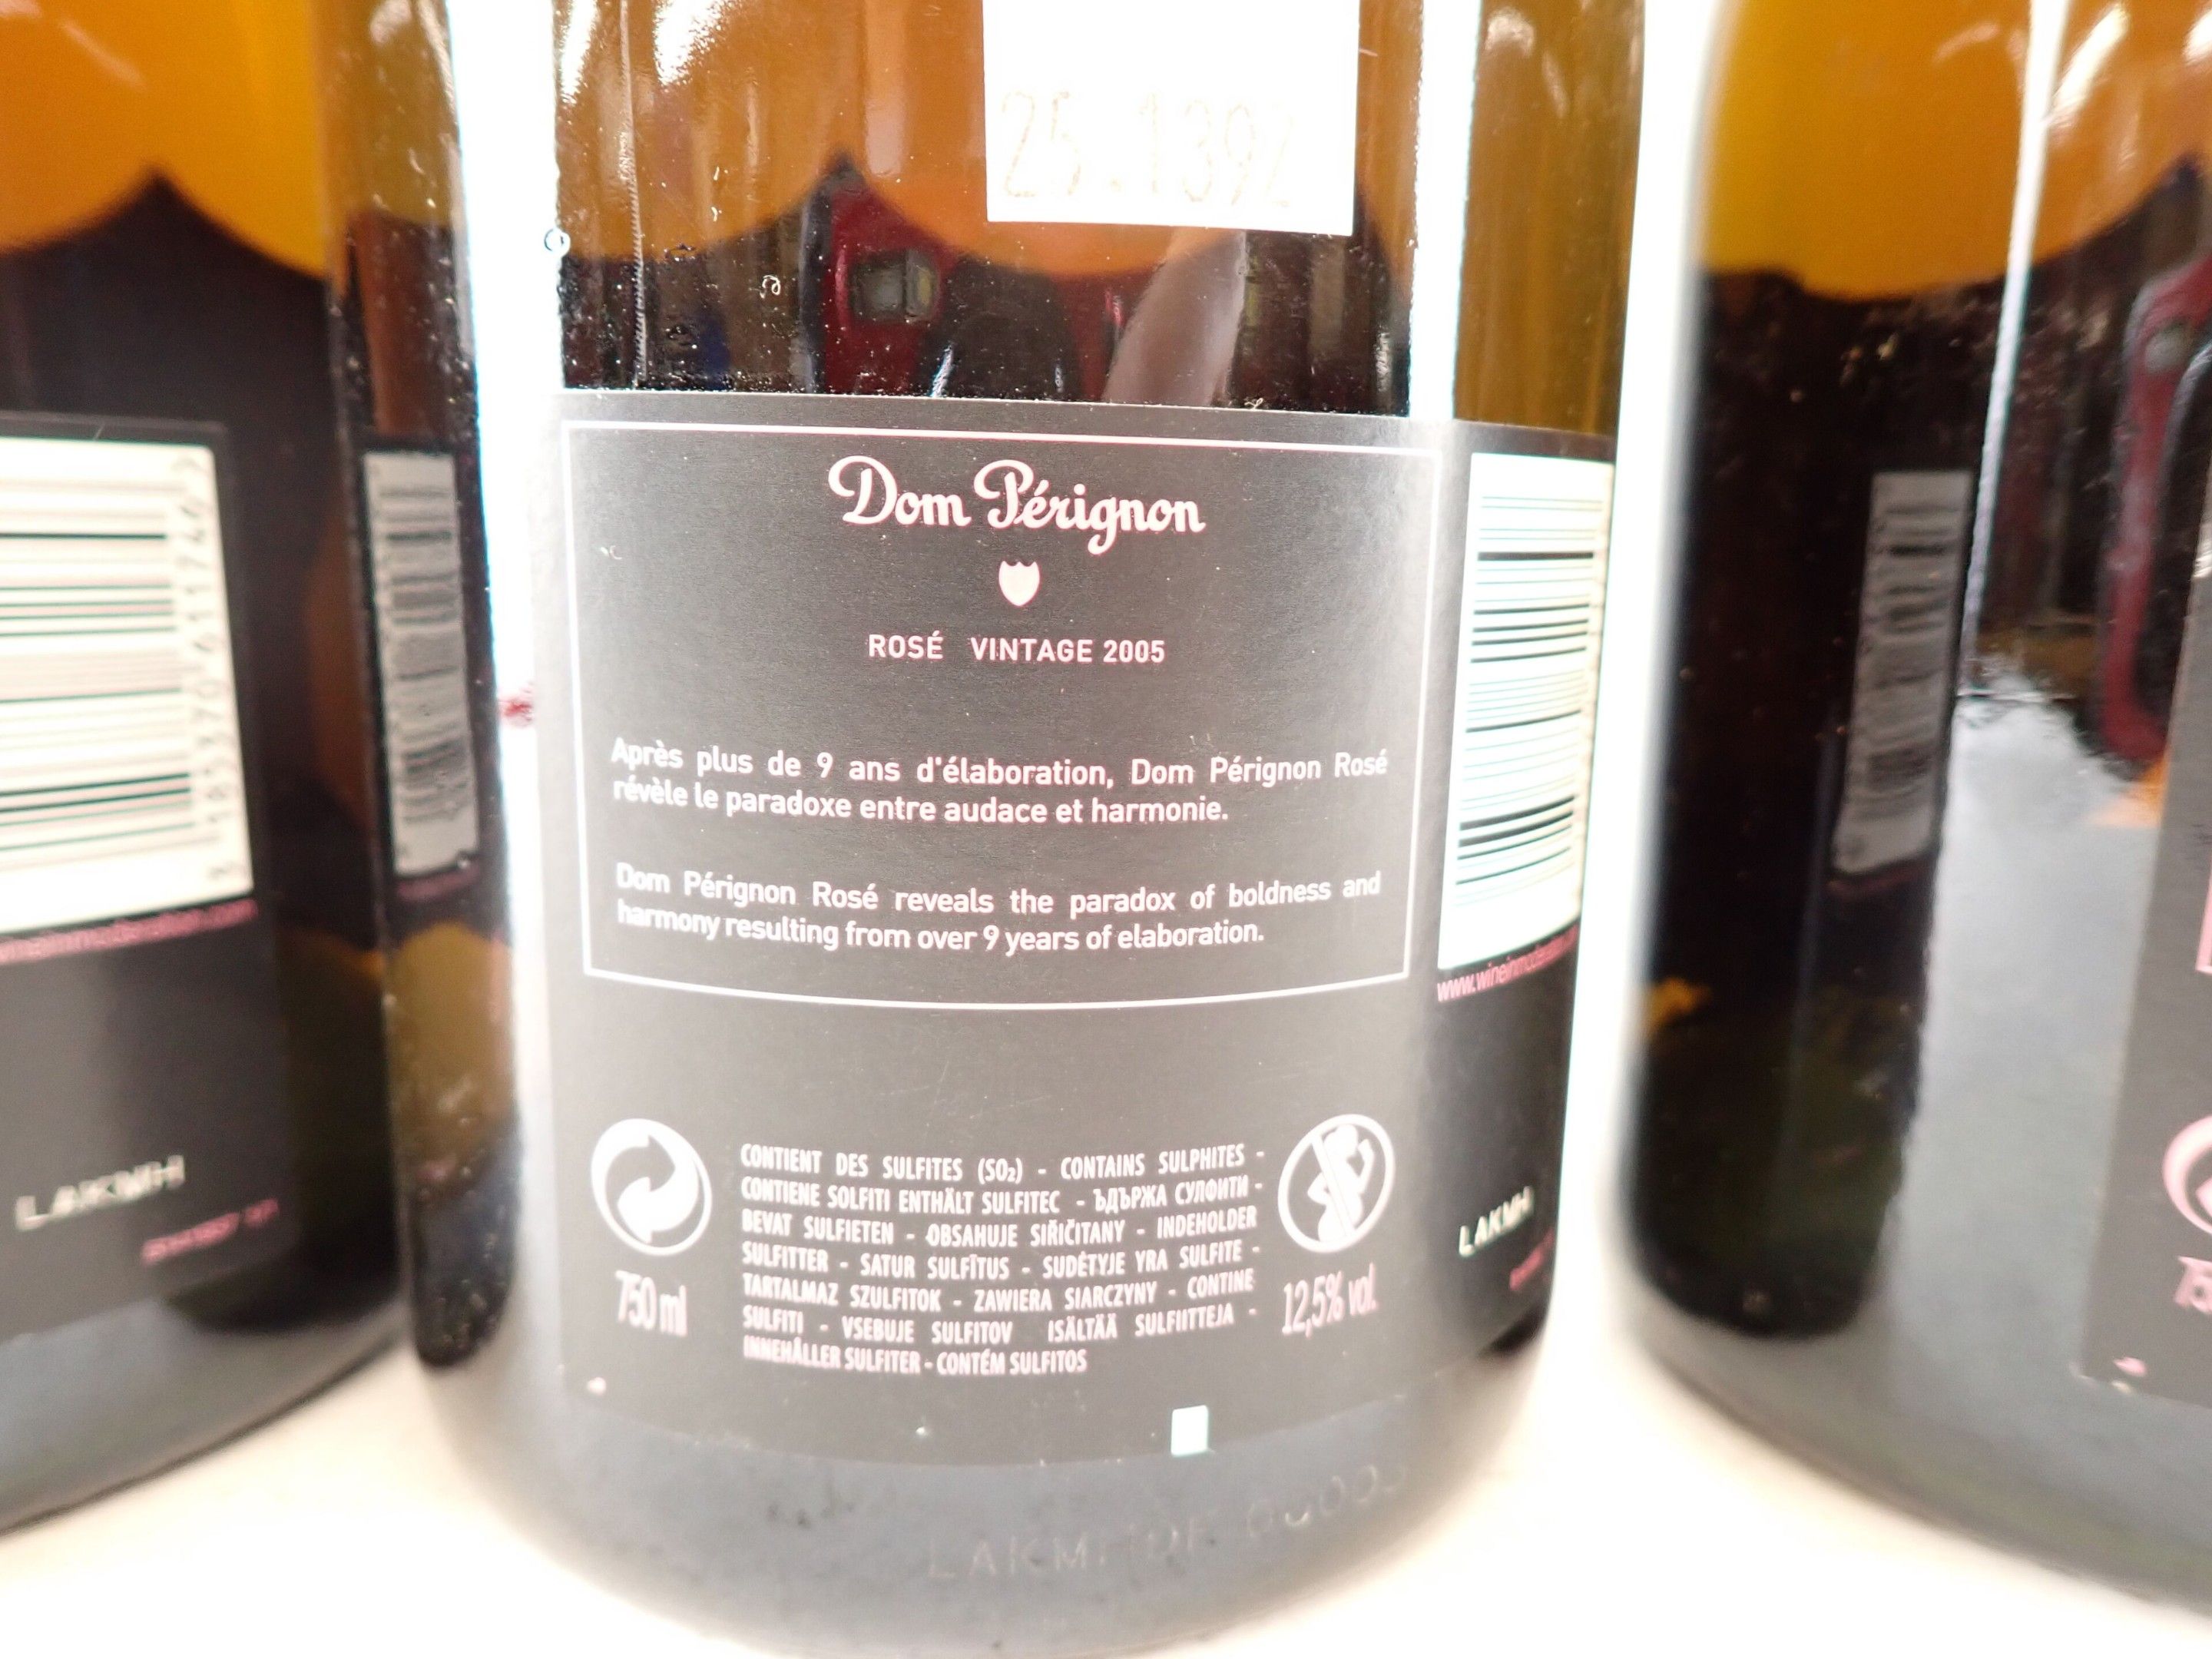 25.1392
Dom Pérignon
ROSÉ VINTAGE 2005
Après plus de 9 ans d'élaboration, Dom Pérignon Rosé
révèle le paradoxe entre audace et harmonie.
Dom Pérignon Rosé reveals the paradox of boldness and
harmony resulting from over 9 years of elaboration.
CONTIENT DES SULFITES (SO₂) - CONTAINS SULPHITES -
CONTIENE SOLFITI ENTHÄLT SULFITEC - ЪДЪРЖА СУЛФИТИ -
BEVAT SULFIETEN - OBSAHUJE SIŘIČITANY - INDEHOLDER
SULFITTER - SATUR SULFĪTUS - SUDĖTYJE YRA SULFITE -
TARTALMAZ SZULFITOK - ZAWIERA SIARCZYNY - CONTINE
SULFITI - VSEBUJE SULFITOV ISÄLTÄÄ SULFIITTEJA -
INNEHÅLLER SULFITER - CONTÉM SULFITOS
750 ml
12,5% vol.
LAKMH
LAKMH